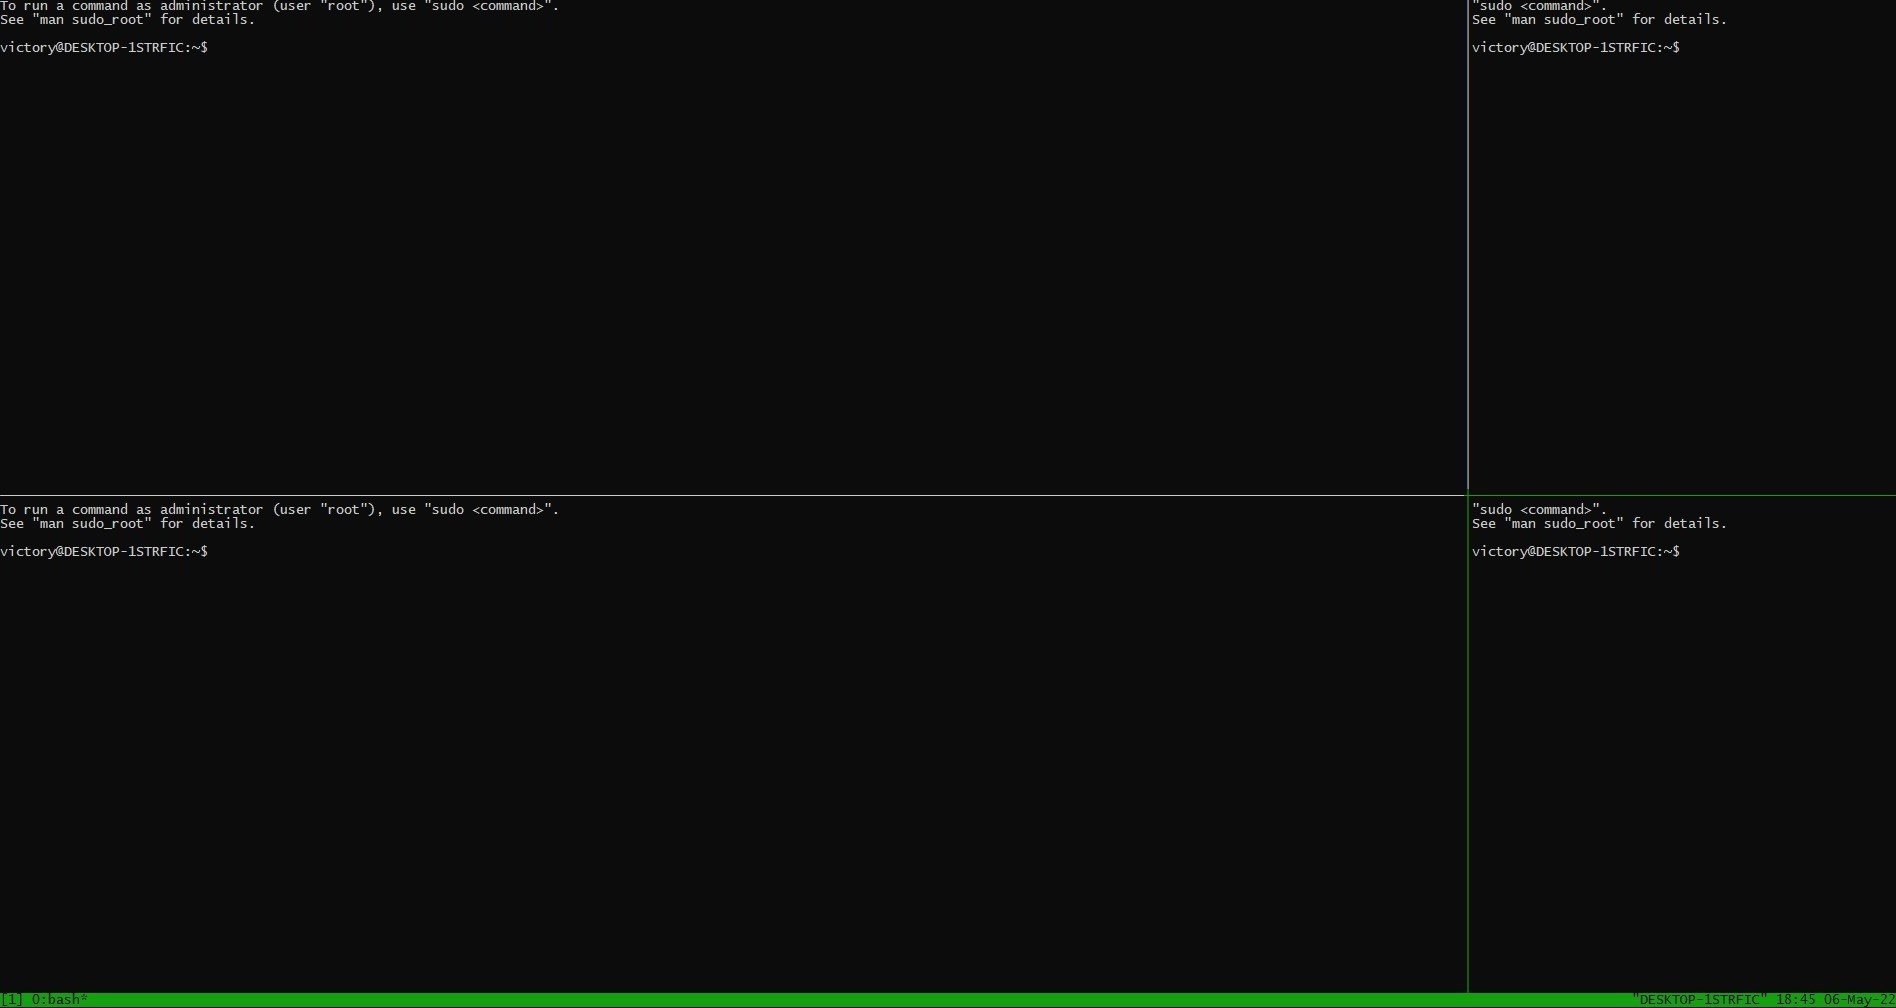 To run a command as administrator (user "root"), use "sudo <command>".
See "man sudo_root" for details.
victory@DESKTOP-1STRFIC:~$
"sudo <command>".
See "man sudo_root" for details.
victory@DESKTOP-1STRFIC:~$
To run a command as administrator (user "root"), use "sudo <command>".
See "man sudo_root" for details.
victory@DESKTOP-1STRFIC:~$
"sudo <command>".
See "man sudo_root" for details.
victory@DESKTOP-1STRFIC:~$
[1] 0:bash*
"DESKTOP-1STRFIC" 18:45 06-May-22